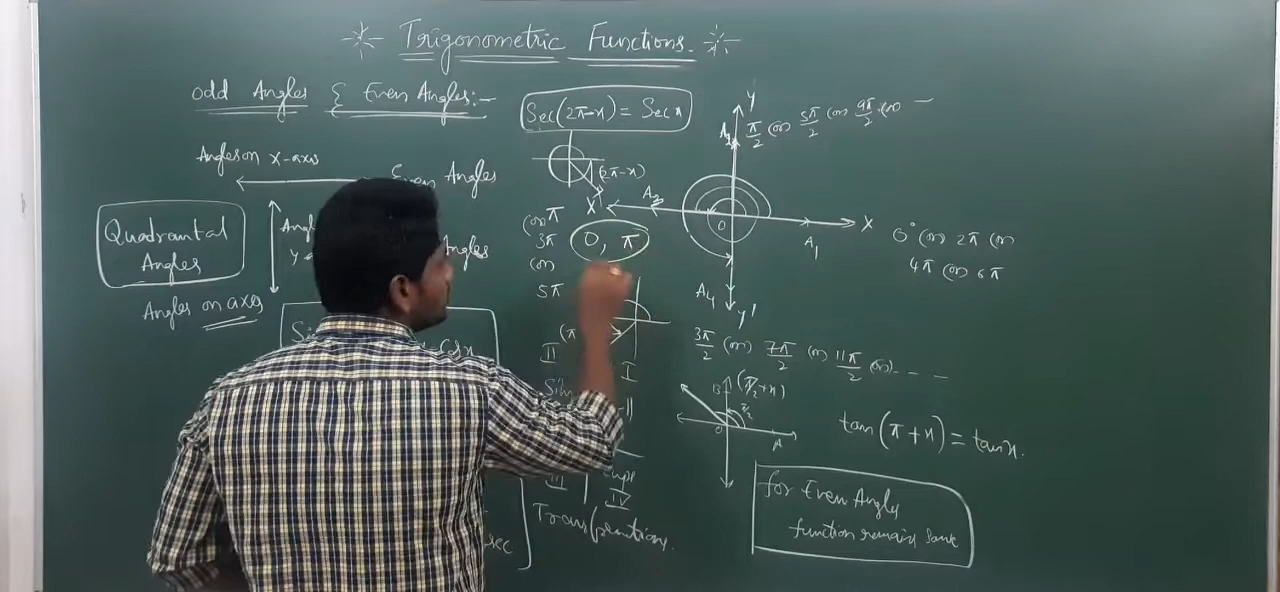 Trigonometric Functions.
Odd Angles & Even Angles:-
Sec(2π-x) = Sec x
Angles on x-axis
Even Angles
Quadrantal
Angles
Angles on axes
(2π-x)
(or) π
3π
(or)
5π
0, π
Y
A3
π/2 (or) 5π/2 (or) 9π/2 (or) —
X'
O
A1
X
0° (or) 2π (or)
4π (or) 6π
A4
Y'
3π/2 (or) 7π/2 (or) 11π/2 (or) - - -
II
I
III
IV
B
(π/2+x)
π/2
O
A
tan(π+x) = tan x.
for Even Angles
function remains same